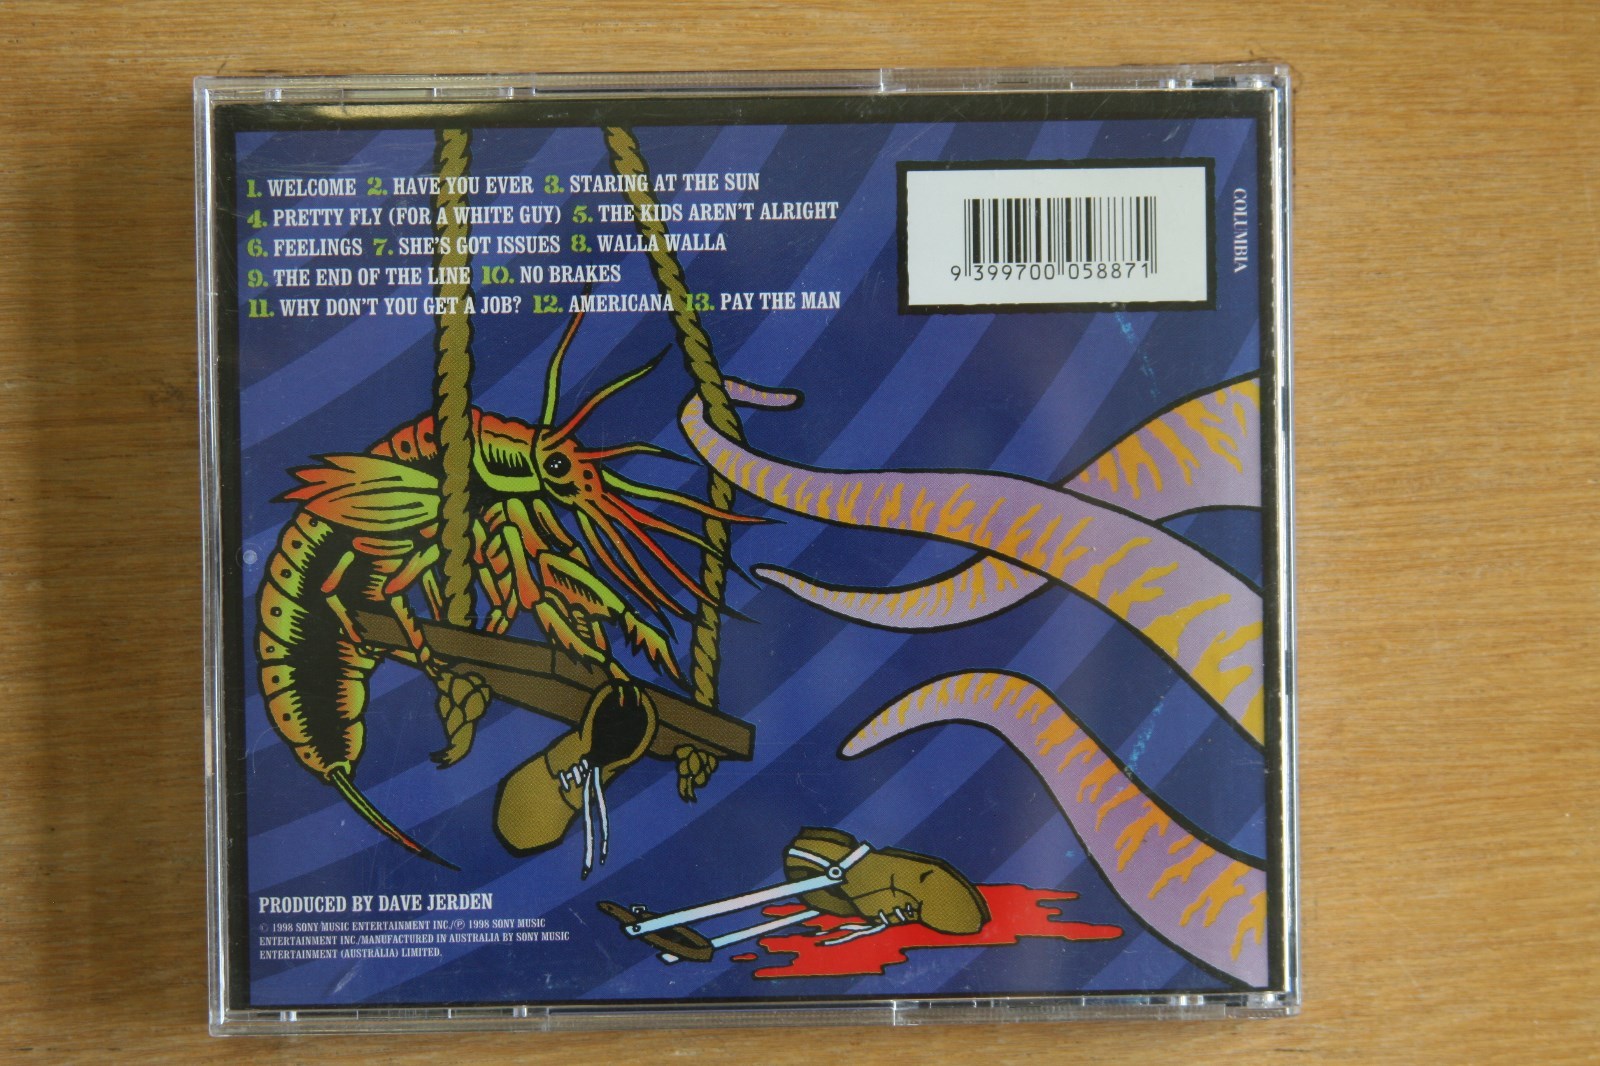 1. WELCOME 2. HAVE YOU EVER 3. STARING AT THE SUN
4. PRETTY FLY (FOR A WHITE GUY) 5. THE KIDS AREN'T ALRIGHT
6. FEELINGS 7. SHE'S GOT ISSUES 8. WALLA WALLA
9. THE END OF THE LINE 10. NO BRAKES
11. WHY DON'T YOU GET A JOB? 12. AMERICANA 13. PAY THE MAN
9 399700 058871
COLUMBIA
PRODUCED BY DAVE JERDEN
© 1998 SONY MUSIC ENTERTAINMENT INC./℗ 1998 SONY MUSIC
ENTERTAINMENT INC./MANUFACTURED IN AUSTRALIA BY SONY MUSIC
ENTERTAINMENT (AUSTRALIA) LIMITED.